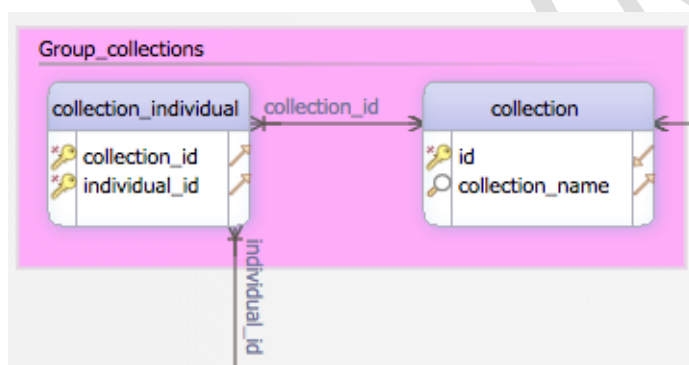 Group_collections
collection_individual
collection_id
collection
collection_id
individual_id
id
collection_name
individual_id